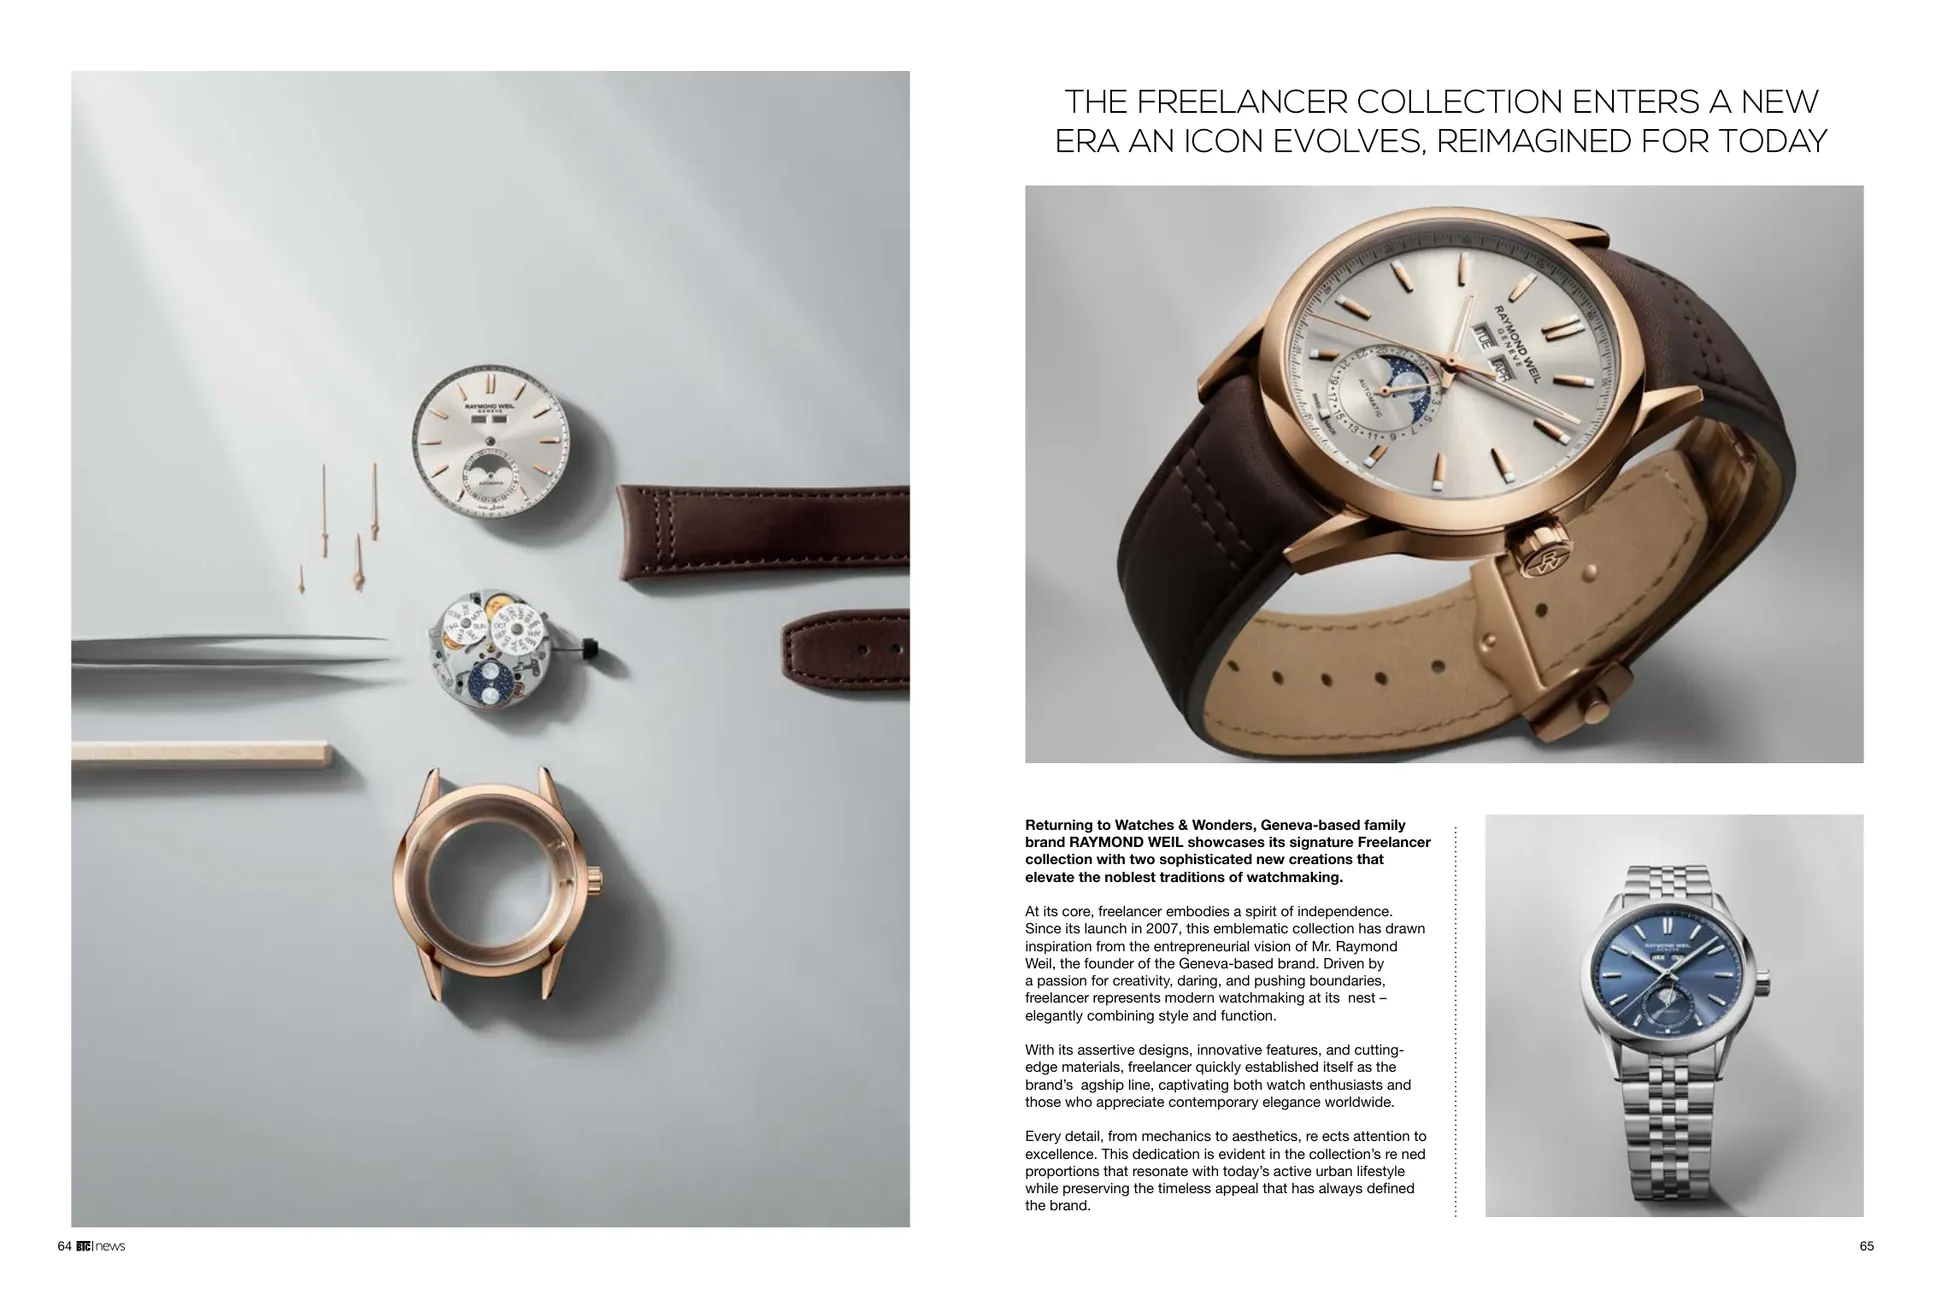 RAYMOND WEIL
GENEVE
AUTOMATIC
THE FREELANCER COLLECTION ENTERS A NEW
ERA AN ICON EVOLVES, REIMAGINED FOR TODAY
RAYMOND WEIL
GENEVE
TUE APR
AUTOMATIC
RW
Returning to Watches & Wonders, Geneva-based family
brand RAYMOND WEIL showcases its signature Freelancer
collection with two sophisticated new creations that
elevate the noblest traditions of watchmaking.
At its core, freelancer embodies a spirit of independence.
Since its launch in 2007, this emblematic collection has drawn
inspiration from the entrepreneurial vision of Mr. Raymond
Weil, the founder of the Geneva-based brand. Driven by
a passion for creativity, daring, and pushing boundaries,
freelancer represents modern watchmaking at its  nest –
elegantly combining style and function.
With its assertive designs, innovative features, and cutting-
edge materials, freelancer quickly established itself as the
brand’s  agship line, captivating both watch enthusiasts and
those who appreciate contemporary elegance worldwide.
Every detail, from mechanics to aesthetics, re ects attention to
excellence. This dedication is evident in the collection’s re ned
proportions that resonate with today’s active urban lifestyle
while preserving the timeless appeal that has always defined
the brand.
RAYMOND WEIL
GENEVE
64 BTC|news
65